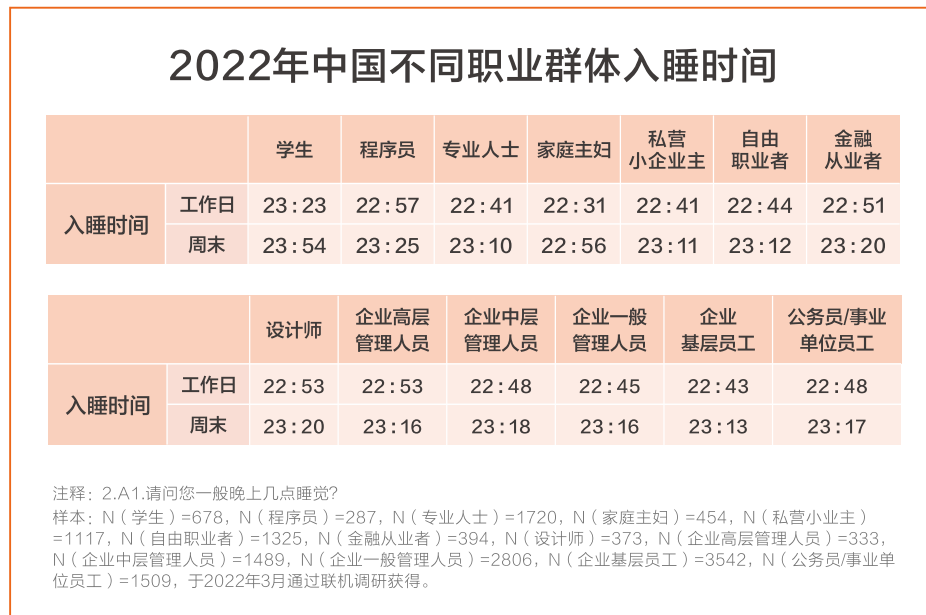 2022年中国不同职业群体入睡时间
学生 程序员 专业人士 家庭主妇 私营小企业主 自由职业者 金融从业者
入睡时间
工作日 23:23 22:57 22:41 22:31 22:41 22:44 22:51
周末 23:54 23:25 23:10 22:56 23:11 23:12 23:20
设计师 企业高层管理人员 企业中层管理人员 企业一般管理人员 企业基层员工 公务员/事业单位员工
入睡时间
工作日 22:53 22:53 22:48 22:45 22:43 22:48
周末 23:20 23:16 23:18 23:16 23:13 23:17
注释：2.A1.请问您一般晚上几点睡觉？
样本：N（学生）=678，N（程序员）=287，N（专业人士）=1720，N（家庭主妇）=454，N（私营小业主）
=1117，N（自由职业者）=1325，N（金融从业者）=394，N（设计师）=373，N（企业高层管理人员）=333，
N（企业中层管理人员）=1489，N（企业一般管理人员）=2806，N（企业基层员工）=3542，N（公务员/事业单
位员工）=1509，于2022年3月通过联机调研获得。